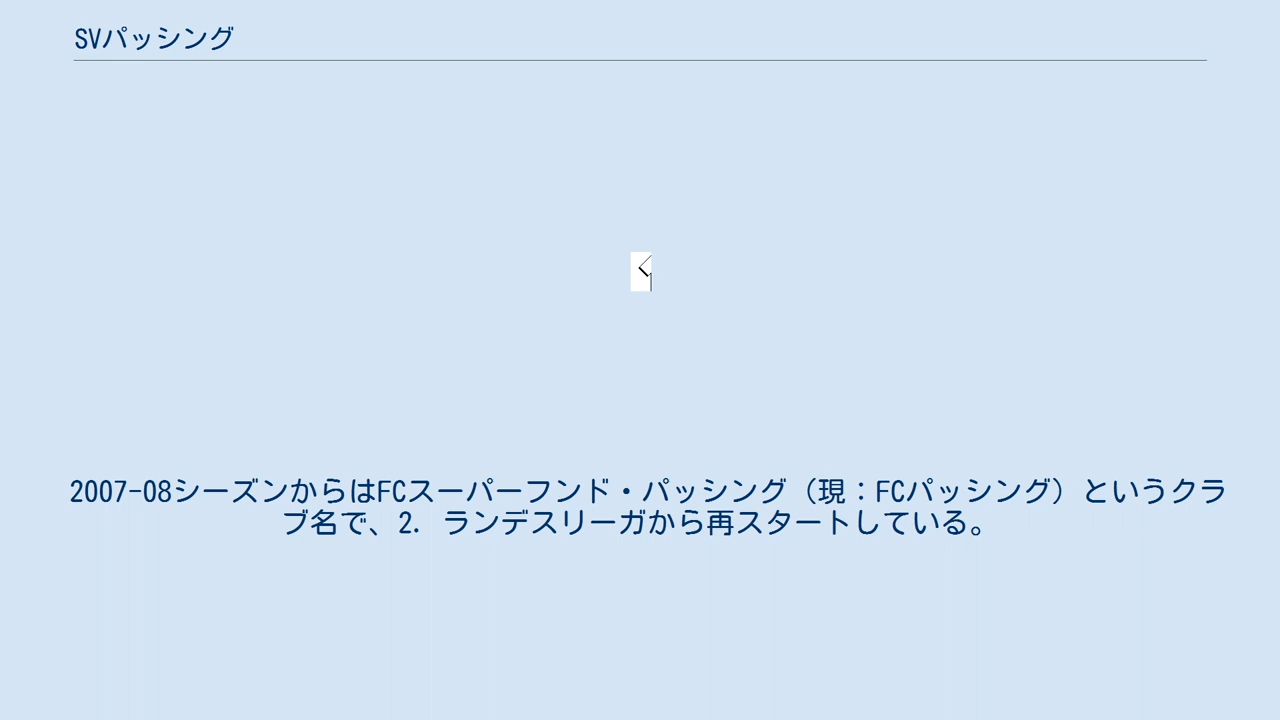 SVパッシング
2007-08シーズンからはFCスーパーフンド・パッシング（現：FCパッシング）というクラ
ブ名で、2. ランデスリーガから再スタートしている。